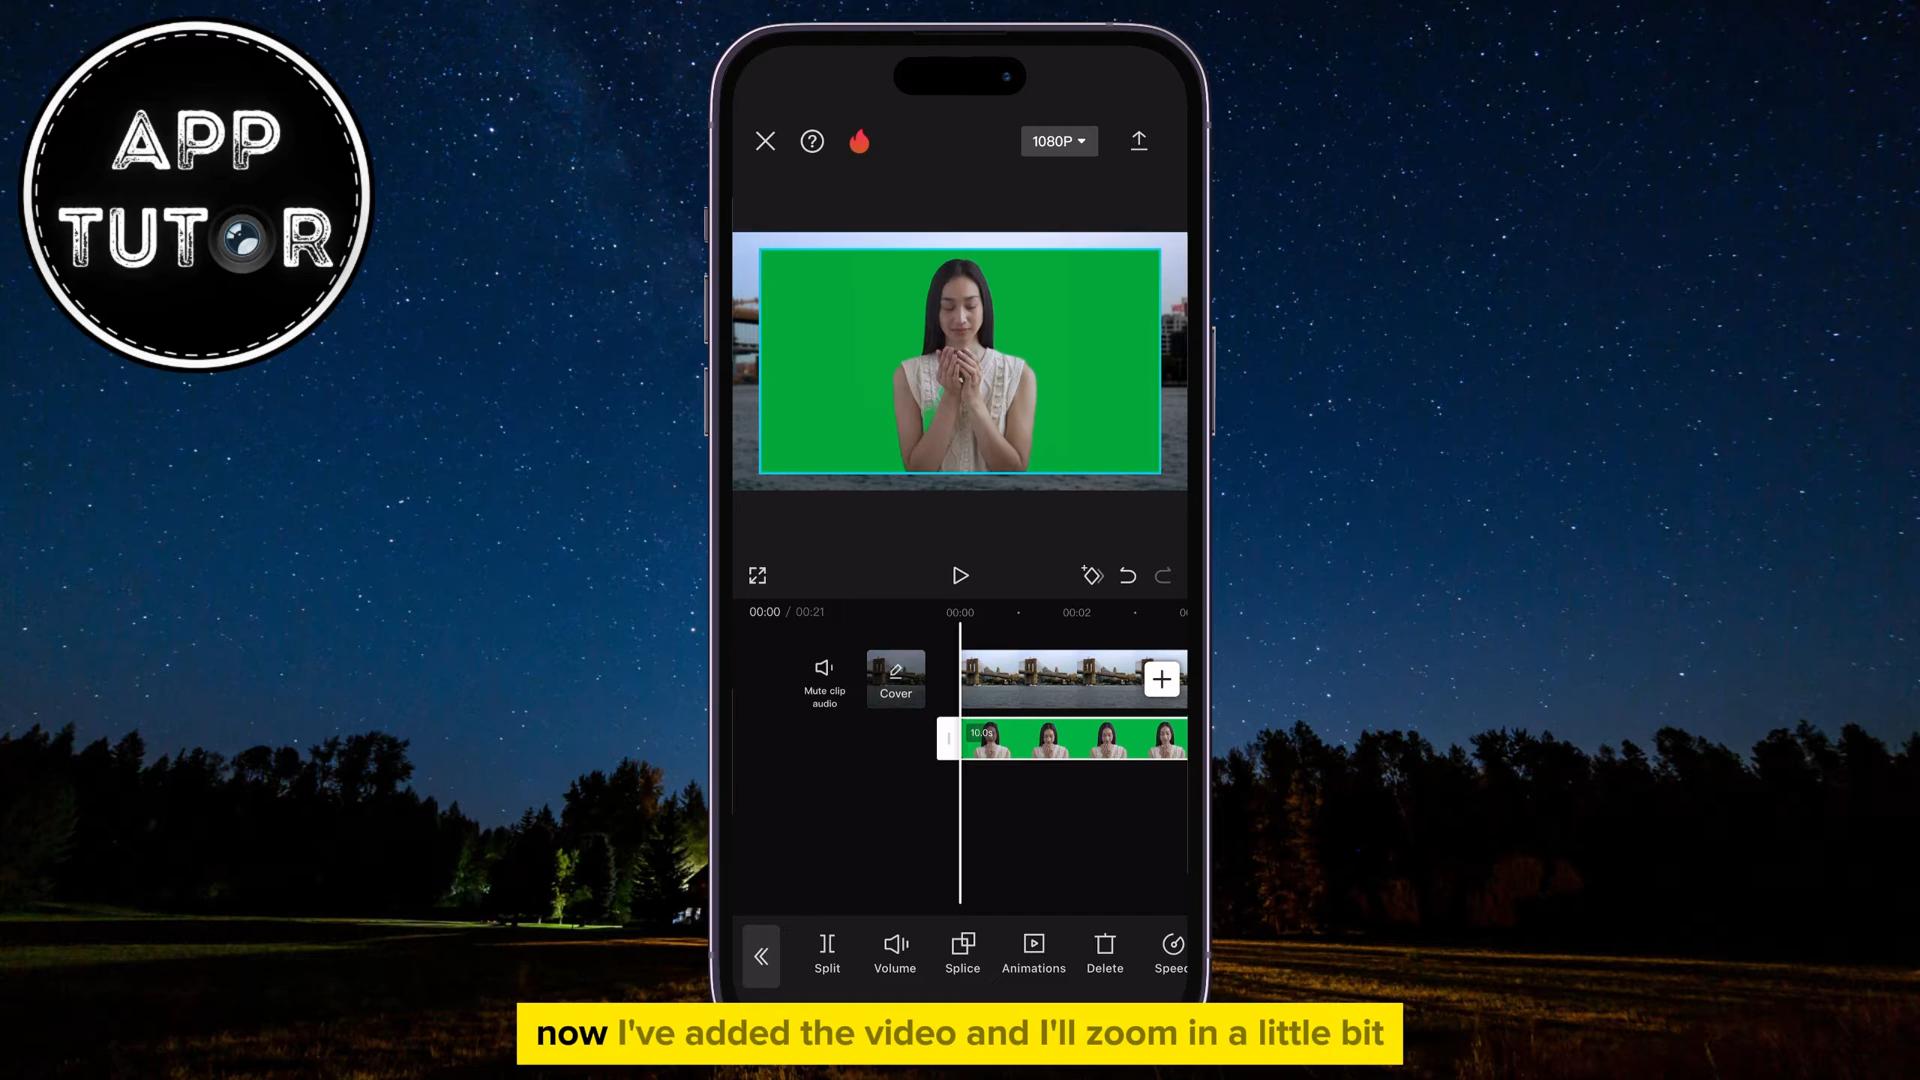 APP
TUTOR
1080P
00:00 / 00:21
00:00
00:02
Mute clip
audio
Cover
10.0s
Split
Volume
Splice
Animations
Delete
Speed
now I've added the video and I'll zoom in a little bit